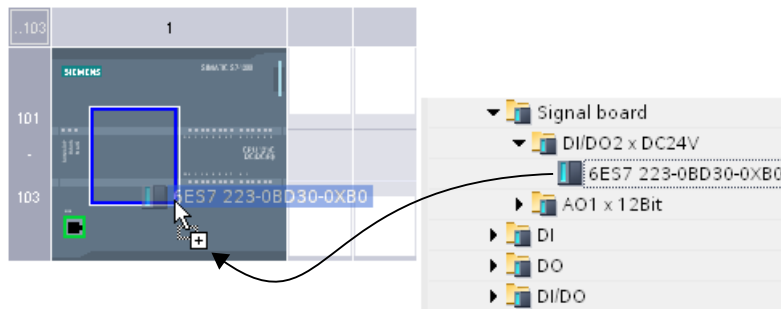 ..103
1
SIEMENS
SIMATIC S7-1200
101
-
103
6ES7 223-0BD30-0XB0
Signal board
DI/DO2 x DC24V
6ES7 223-0BD30-0XB0
AO1 x 12Bit
DI
DO
DI/DO